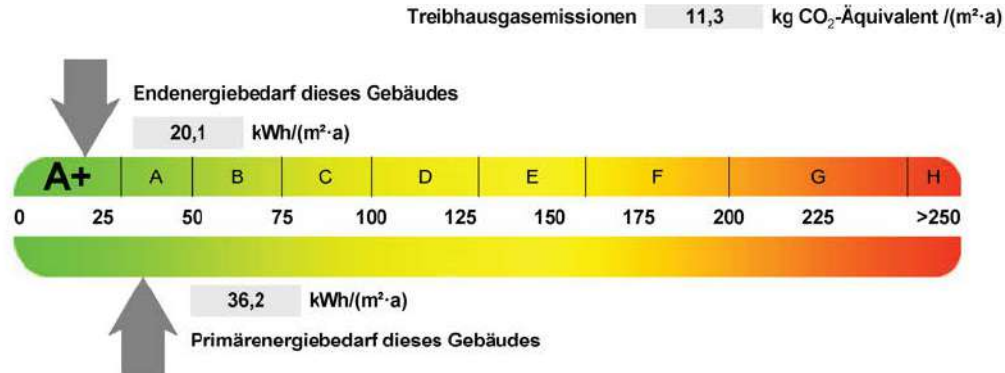 Treibhausgasemissionen 11,3 kg CO₂-Äquivalent /(m²·a)
Endenergiebedarf dieses Gebäudes
20,1 kWh/(m²·a)
A+ A B C D E F G H
0 25 50 75 100 125 150 175 200 225 >250
36,2 kWh/(m²·a)
Primärenergiebedarf dieses Gebäudes